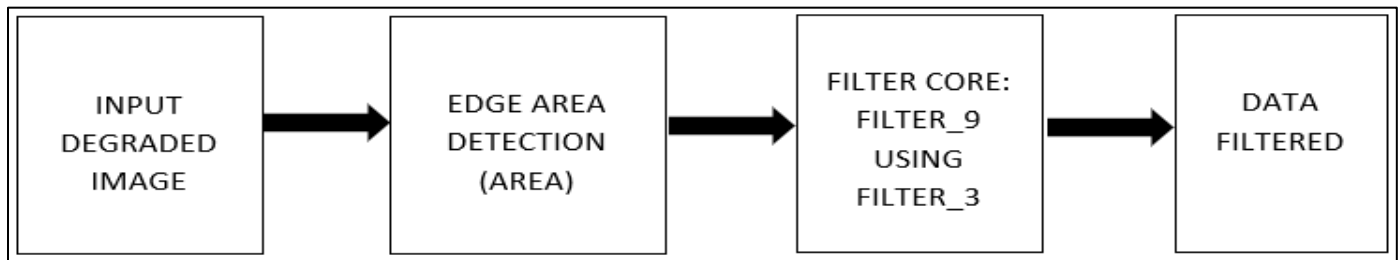 INPUT
DEGRADED
IMAGE
EDGE AREA
DETECTION
(AREA)
FILTER CORE:
FILTER_9
USING
FILTER_3
DATA
FILTERED